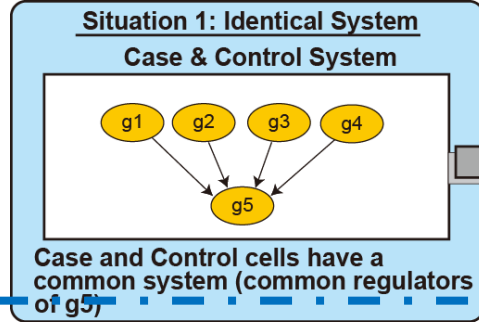 Situation 1: Identical System
Case & Control System
g1 g2 g3 g4
g5
Case and Control cells have a
common system (common regulators
of g5)